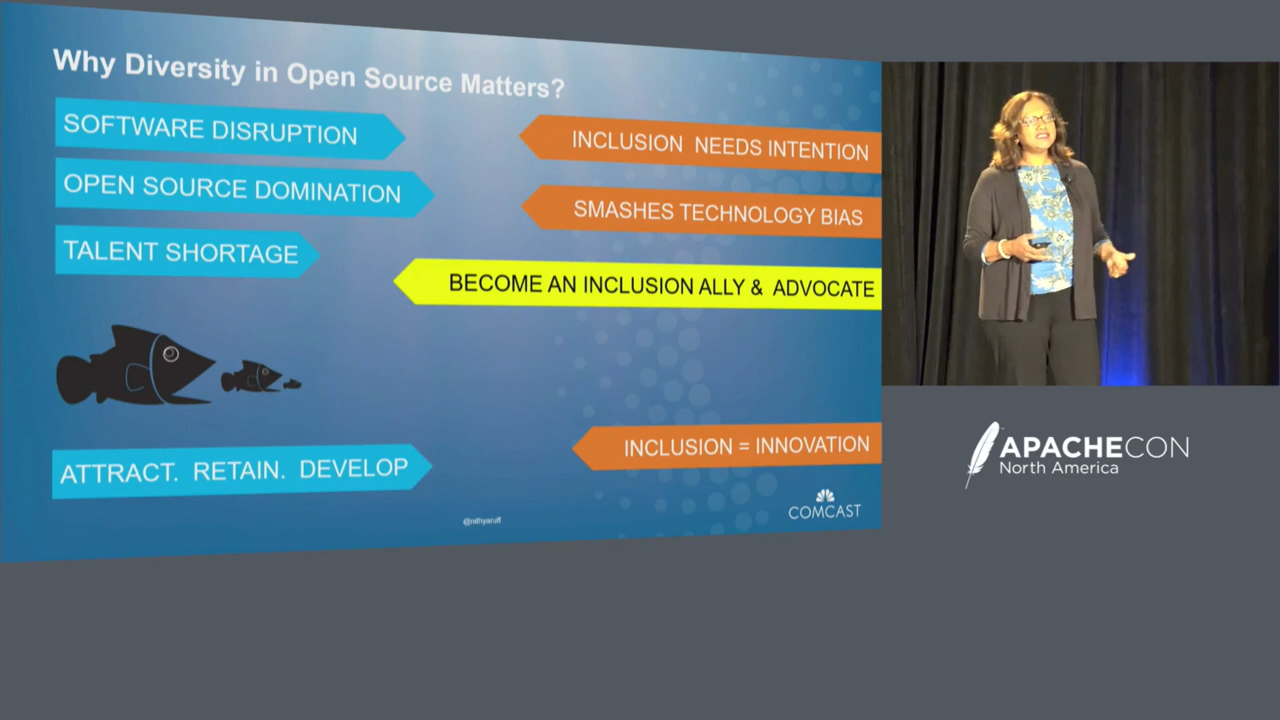 Why Diversity in Open Source Matters?
SOFTWARE DISRUPTION
OPEN SOURCE DOMINATION
TALENT SHORTAGE
ATTRACT. RETAIN. DEVELOP
INCLUSION NEEDS INTENTION
SMASHES TECHNOLOGY BIAS
BECOME AN INCLUSION ALLY & ADVOCATE
INCLUSION = INNOVATION
@nithyaruff
COMCAST
APACHECON
North America